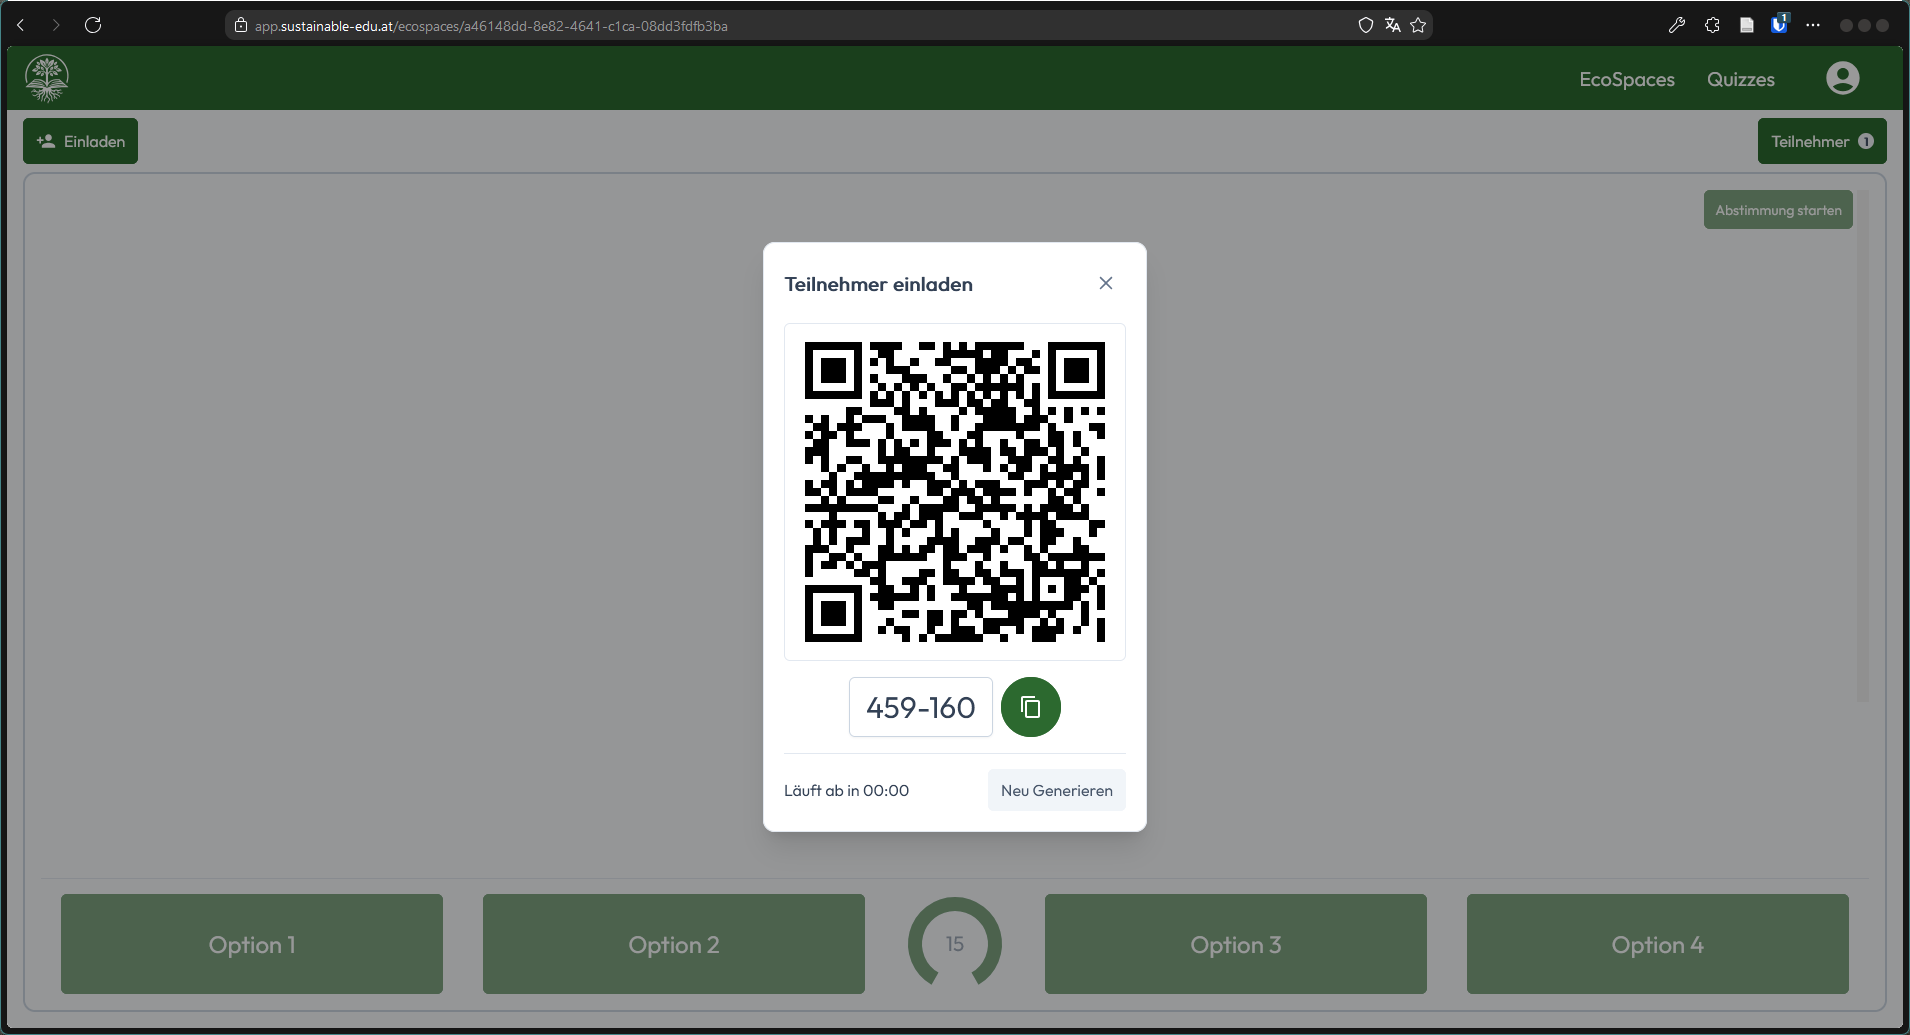 app.sustainable-edu.at/ecospaces/a46148dd-8e82-4641-c1ca-08dd3fdfb3ba
1
EcoSpaces
Quizzes
Einladen
Teilnehmer 1
Abstimmung starten
Teilnehmer einladen
459-160
Läuft ab in 00:00
Neu Generieren
Option 1
Option 2
15
Option 3
Option 4